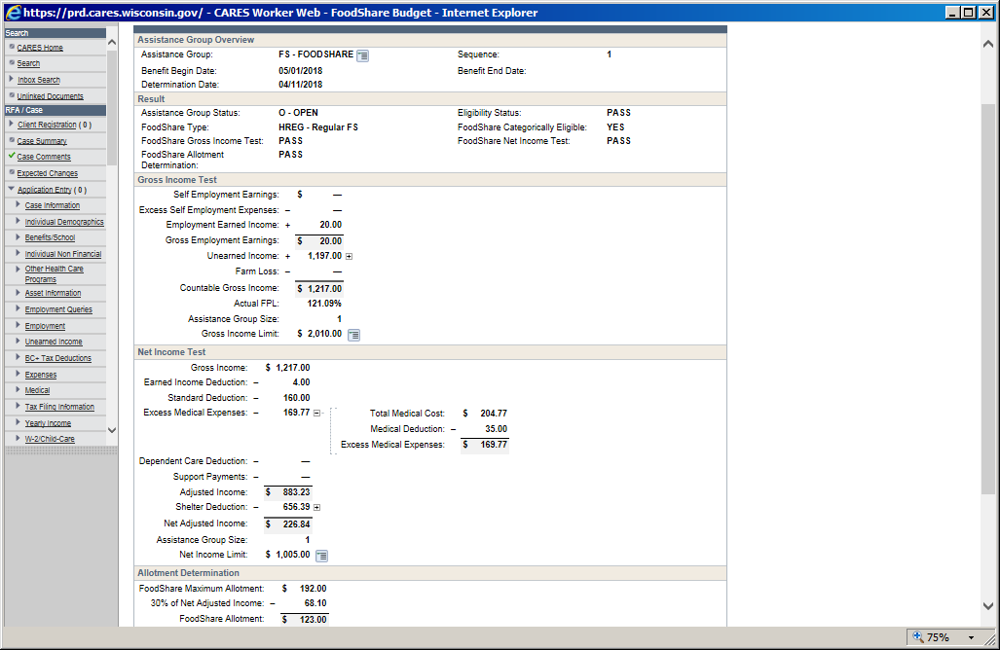 https://prd.cares.wisconsin.gov/ - CARES Worker Web - FoodShare Budget - Internet Explorer
Search
CARES Home
Search
Inbox Search
Unlinked Documents
RFA / Case
Client Registration ( 0 )
Case Summary
Case Comments
Expected Changes
Application Entry ( 0 )
Case Information
Individual Demographics
Benefits/School
Individual Non Financial
Other Health Care
Programs
Asset Information
Employment Queries
Employment
Unearned Income
BC+ Tax Deductions
Expenses
Medical
Tax Filing Information
Yearly Income
W-2/Child-Care
Assistance Group Overview
Assistance Group: FS - FOODSHARE Sequence: 1
Benefit Begin Date: 05/01/2018 Benefit End Date:
Determination Date: 04/11/2018
Result
Assistance Group Status: O - OPEN Eligibility Status: PASS
FoodShare Type: HREG - Regular FS FoodShare Categorically Eligible: YES
FoodShare Gross Income Test: PASS FoodShare Net Income Test: PASS
FoodShare Allotment PASS
Determination:
Gross Income Test
Self Employment Earnings: $ —
Excess Self Employment Expenses: – —
Employment Earned Income: + 20.00
Gross Employment Earnings: $ 20.00
Unearned Income: + 1,197.00
Farm Loss: – —
Countable Gross Income: $ 1,217.00
Actual FPL: 121.09%
Assistance Group Size: 1
Gross Income Limit: $ 2,010.00
Net Income Test
Gross Income: $ 1,217.00
Earned Income Deduction: – 4.00
Standard Deduction: – 160.00
Excess Medical Expenses: – 169.77 Total Medical Cost: $ 204.77
Medical Deduction: – 35.00
Excess Medical Expenses: $ 169.77
Dependent Care Deduction: – —
Support Payments: – —
Adjusted Income: $ 883.23
Shelter Deduction: – 656.39
Net Adjusted Income: $ 226.84
Assistance Group Size: 1
Net Income Limit: $ 1,005.00
Allotment Determination
FoodShare Maximum Allotment: $ 192.00
30% of Net Adjusted Income: – 68.10
FoodShare Allotment: $ 123.00
75%